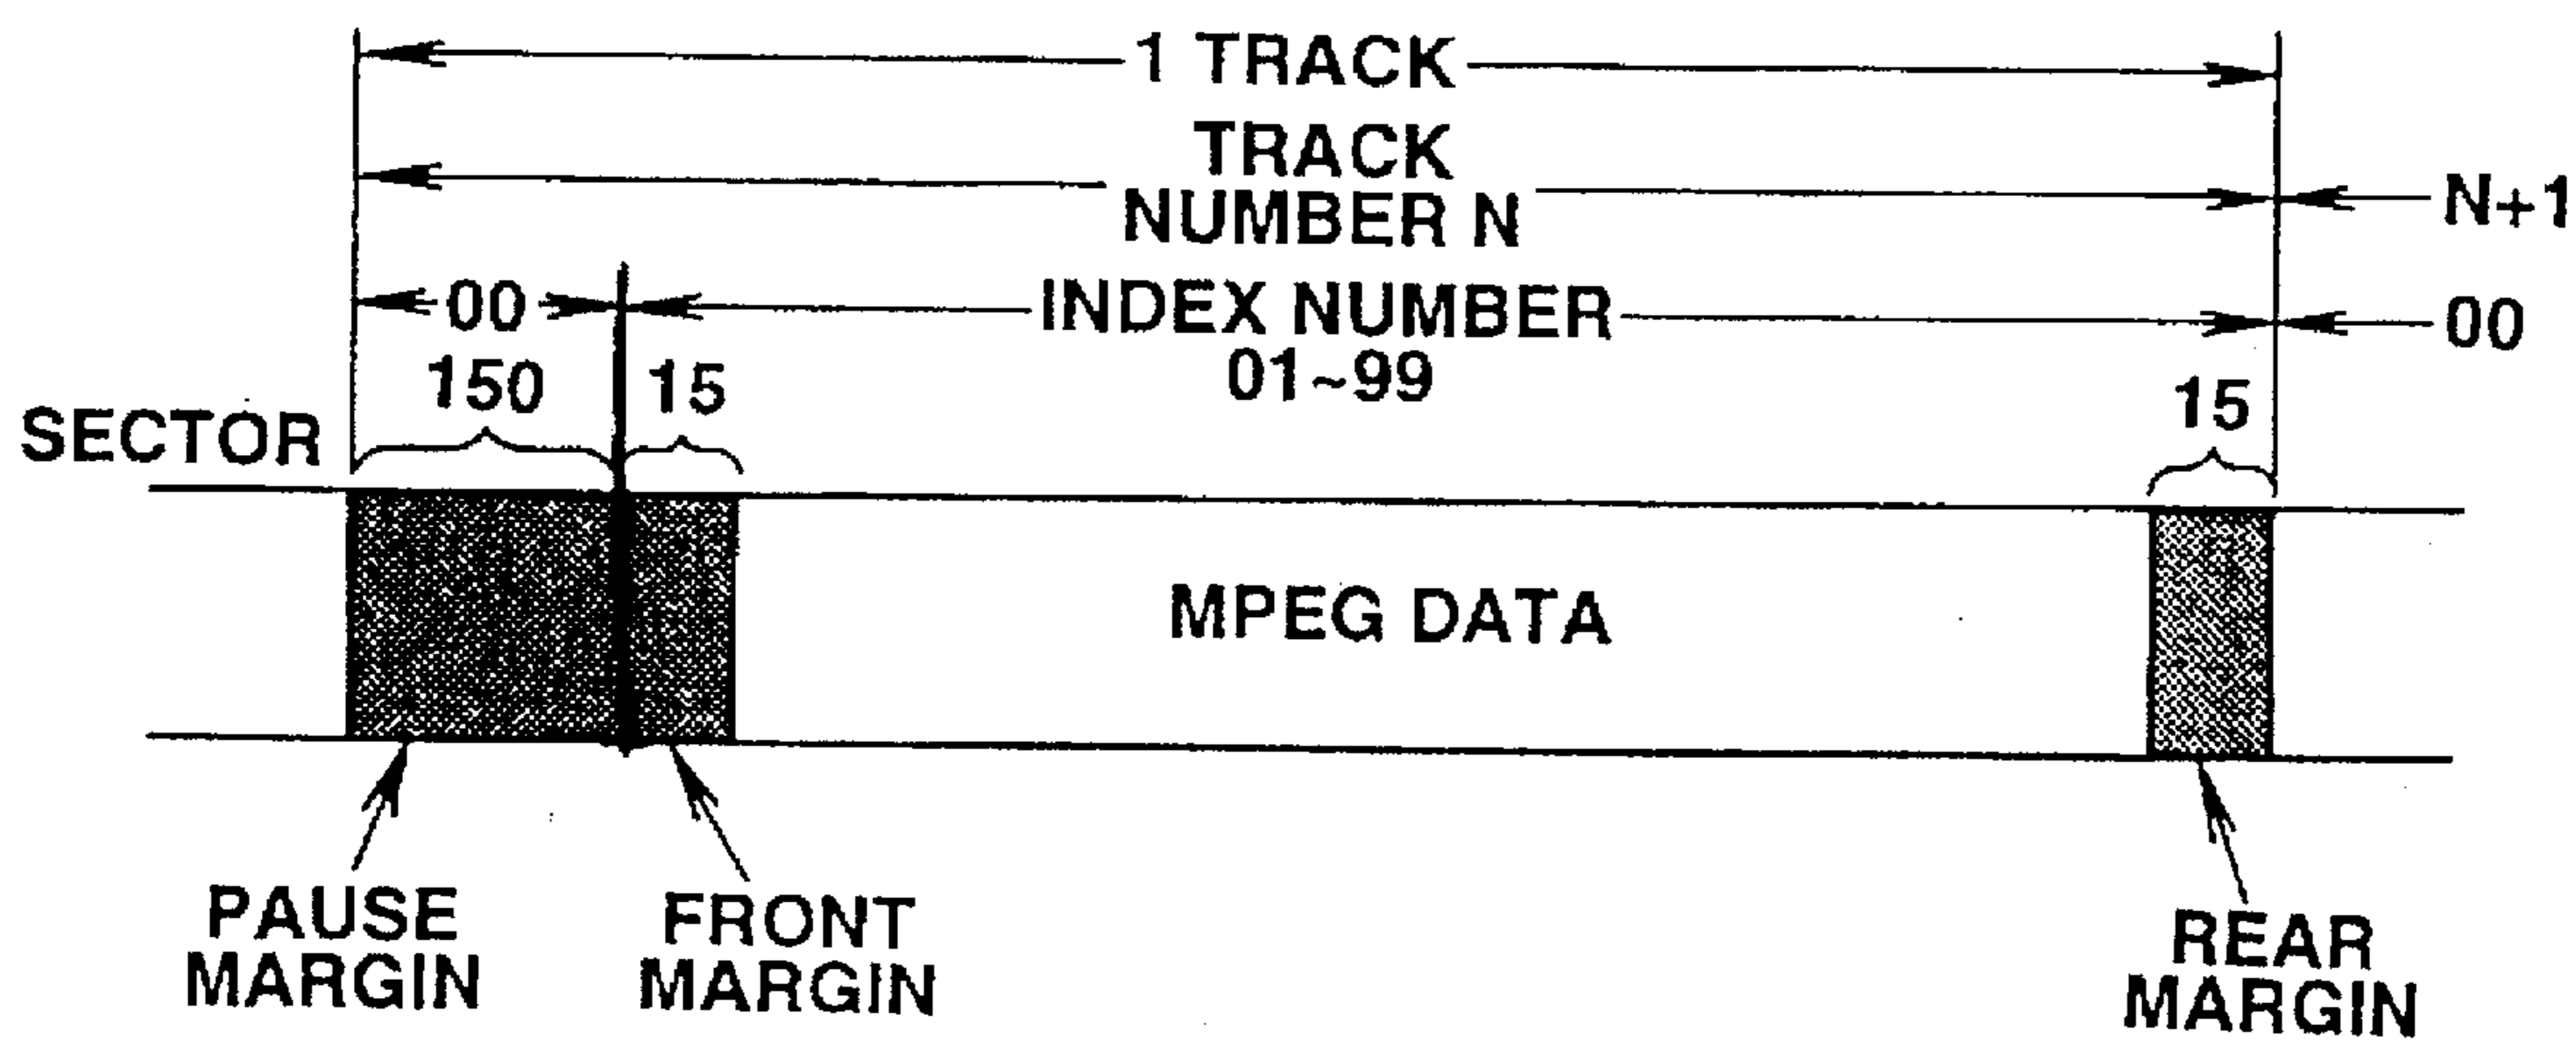 1 TRACK
TRACK
NUMBER N
N+1
00
INDEX NUMBER
01~99
00
SECTOR
150
15
15
MPEG DATA
PAUSE
MARGIN
FRONT
MARGIN
REAR
MARGIN